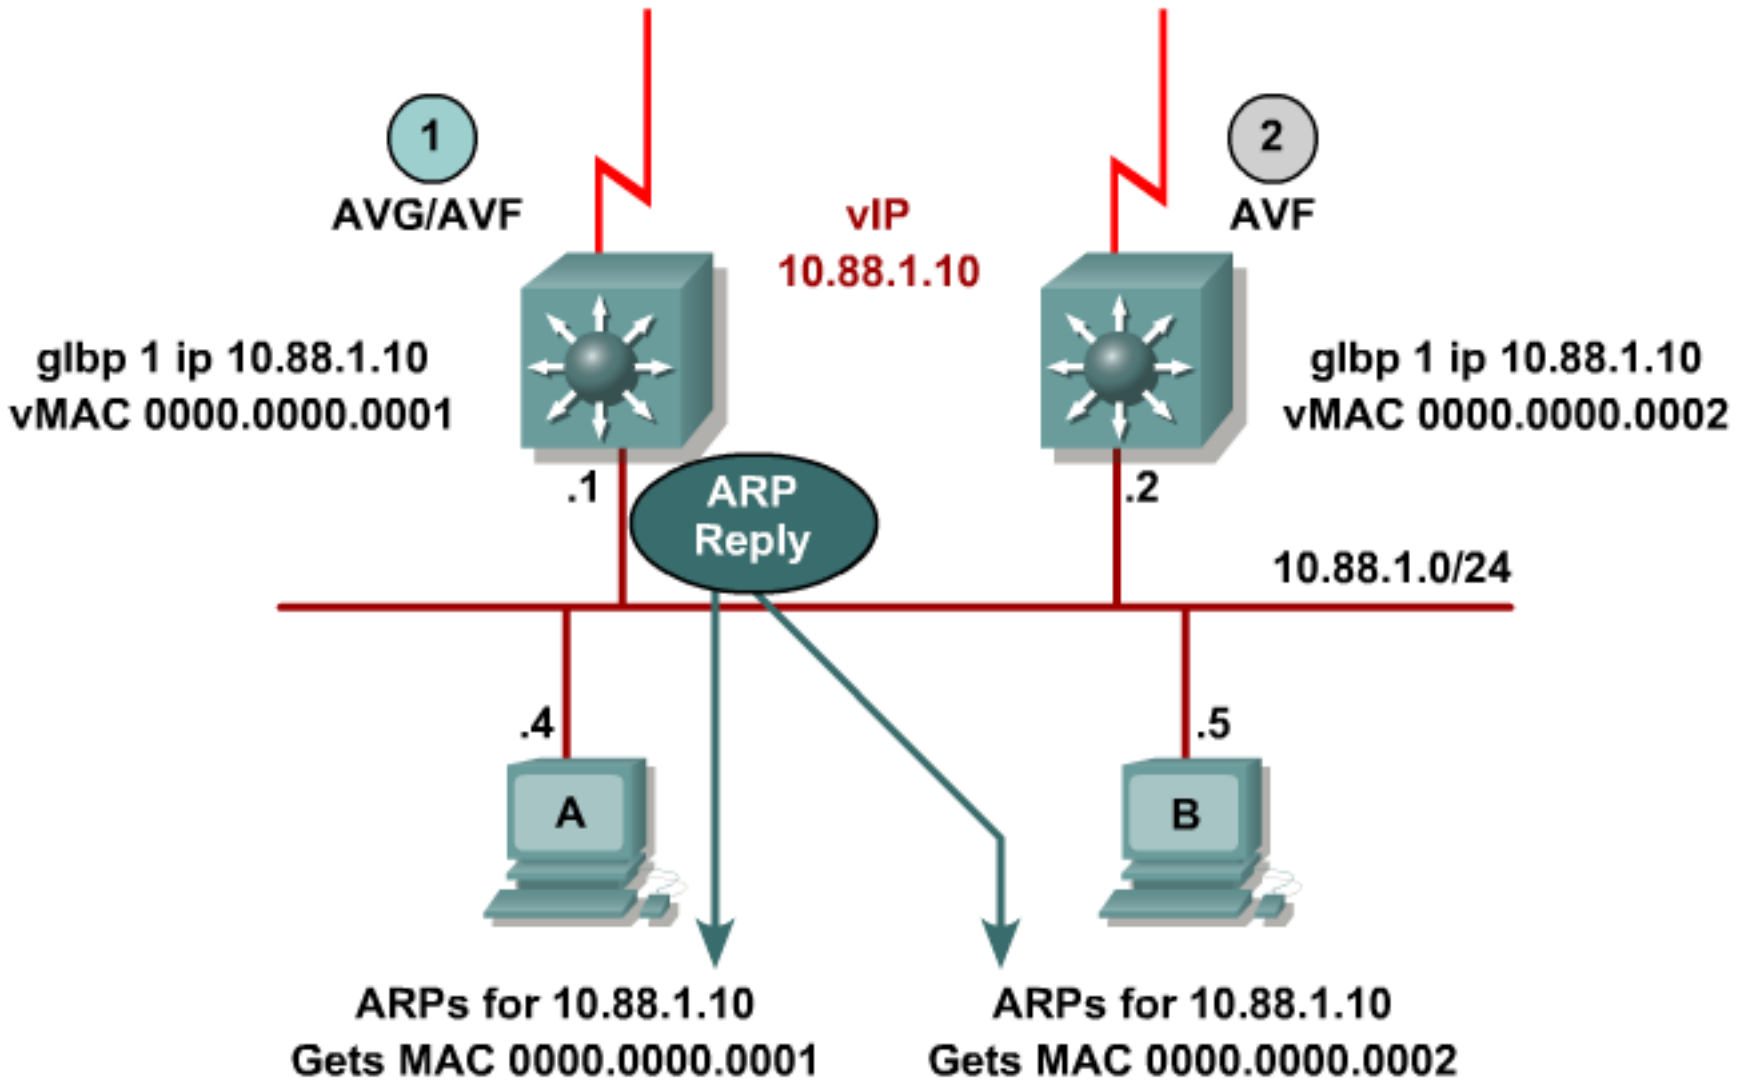 1
AVG/AVF
2
AVF
vIP
10.88.1.10
glbp 1 ip 10.88.1.10
vMAC 0000.0000.0001
glbp 1 ip 10.88.1.10
vMAC 0000.0000.0002
.1
ARP
Reply
.2
10.88.1.0/24
.4
.5
A
B
ARPs for 10.88.1.10
Gets MAC 0000.0000.0001
ARPs for 10.88.1.10
Gets MAC 0000.0000.0002